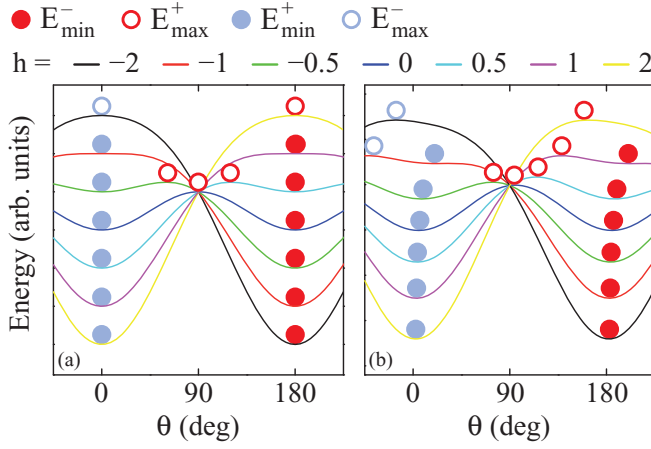 E⁻min E⁺max E⁺min E⁻max
h = −2 −1 −0.5 0 0.5 1 2
Energy (arb. units)
(a) (b)
0 90 180 0 90 180
θ (deg) θ (deg)